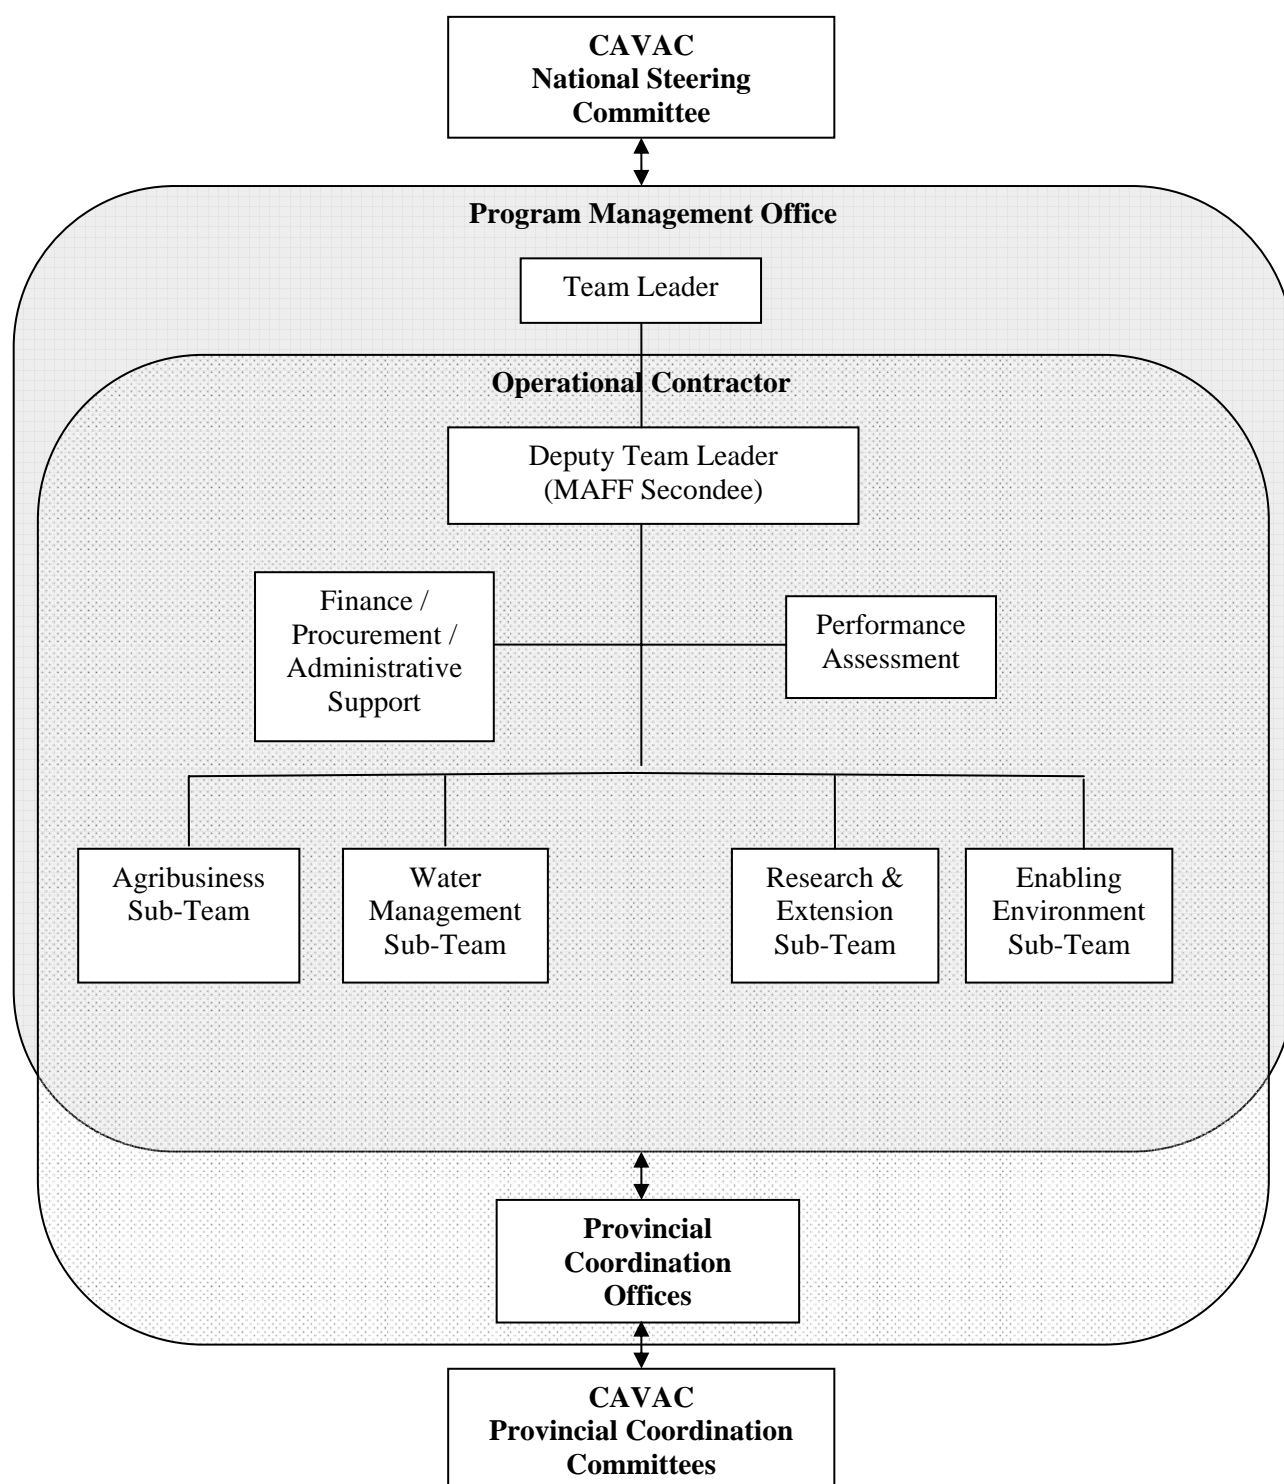 CAVAC
National Steering
Committee
Program Management Office
Team Leader
Operational Contractor
Deputy Team Leader
(MAFF Secondee)
Finance /
Procurement /
Administrative
Support
Performance
Assessment
Agribusiness
Sub-Team
Water
Management
Sub-Team
Research &
Extension
Sub-Team
Enabling
Environment
Sub-Team
Provincial
Coordination
Offices
CAVAC
Provincial Coordination
Committees